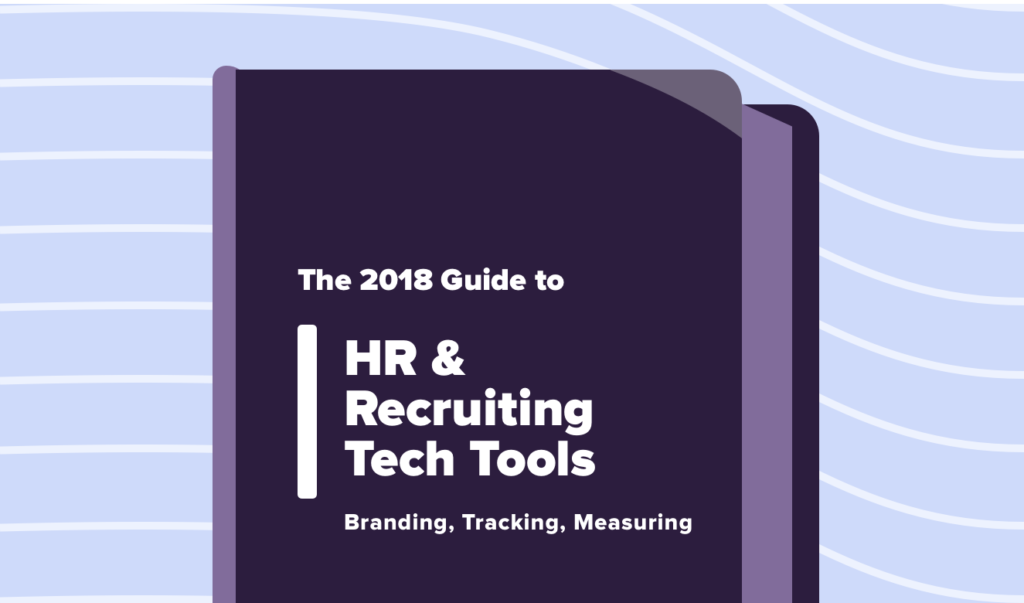 The 2018 Guide to
HR &
Recruiting
Tech Tools
Branding, Tracking, Measuring